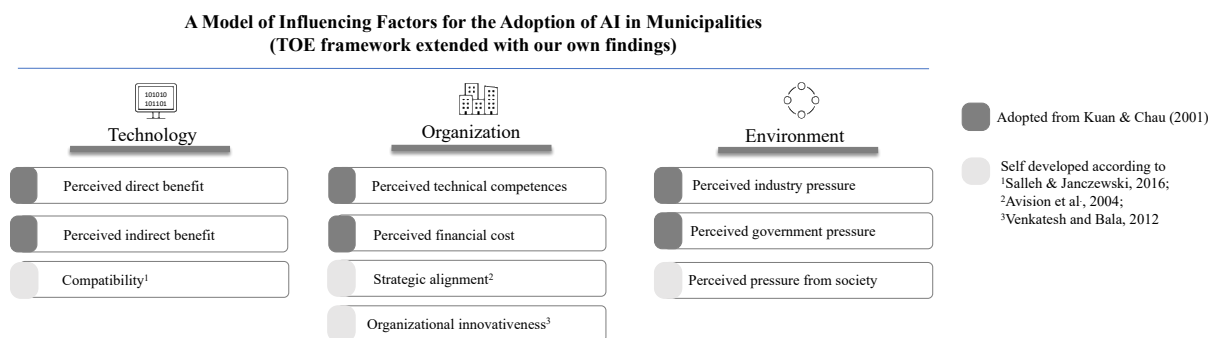 A Model of Influencing Factors for the Adoption of AI in Municipalities
(TOE framework extended with our own findings)
101010
101101
Technology
Organization
Environment
Perceived direct benefit
Perceived indirect benefit
Compatibility¹
Perceived technical competences
Perceived financial cost
Strategic alignment²
Organizational innovativeness³
Perceived industry pressure
Perceived government pressure
Perceived pressure from society
Adopted from Kuan & Chau (2001)
Self developed according to
¹Salleh & Janczewski, 2016;
²Avision et al., 2004;
³Venkatesh and Bala, 2012